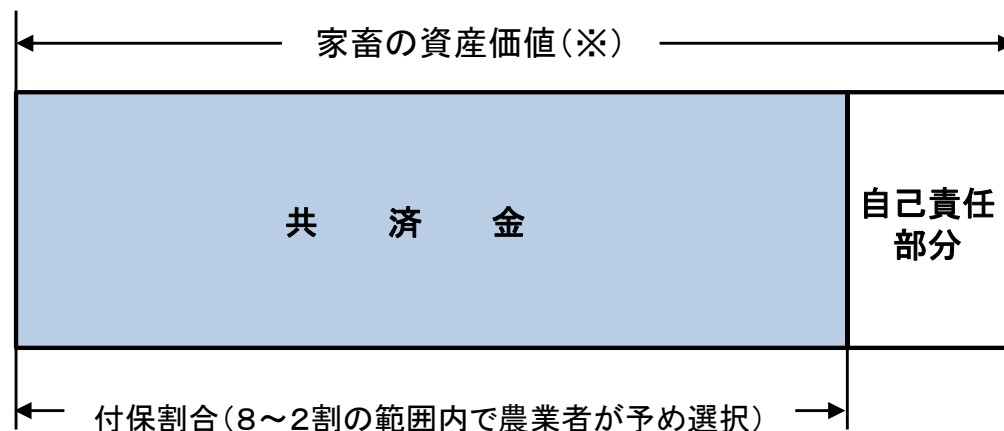 家畜の資産価値(※)
共　済　金
自己責任
部分
付保割合(8～2割の範囲内で農業者が予め選択)